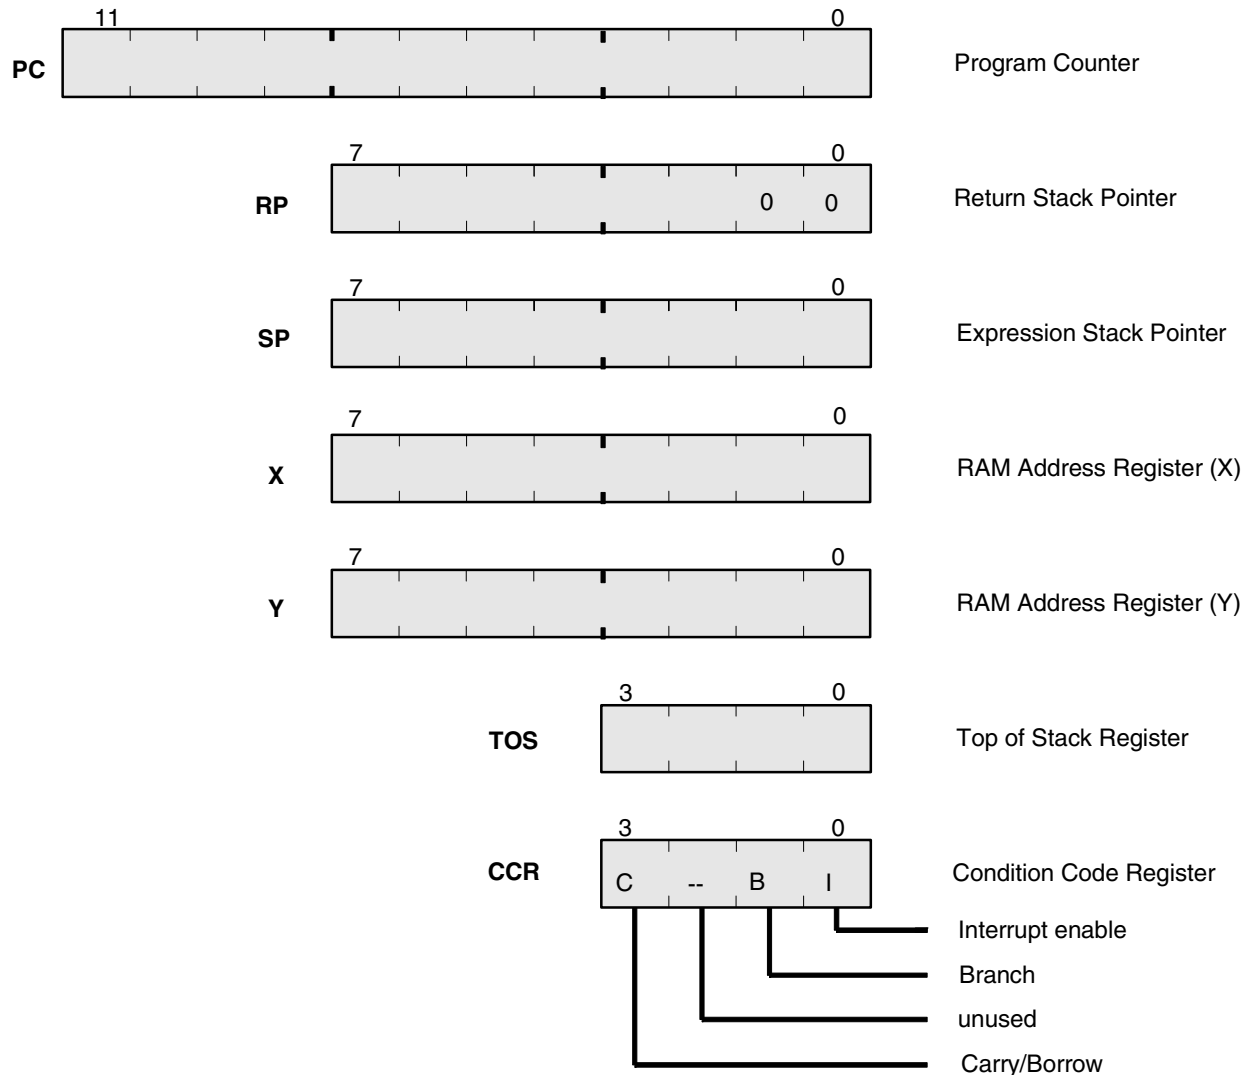 11 0
PC Program Counter
7 0
RP 0 0 Return Stack Pointer
7 0
SP Expression Stack Pointer
7 0
X RAM Address Register (X)
7 0
Y RAM Address Register (Y)
3 0
TOS Top of Stack Register
3 0
CCR C -- B I Condition Code Register
Interrupt enable
Branch
unused
Carry/Borrow